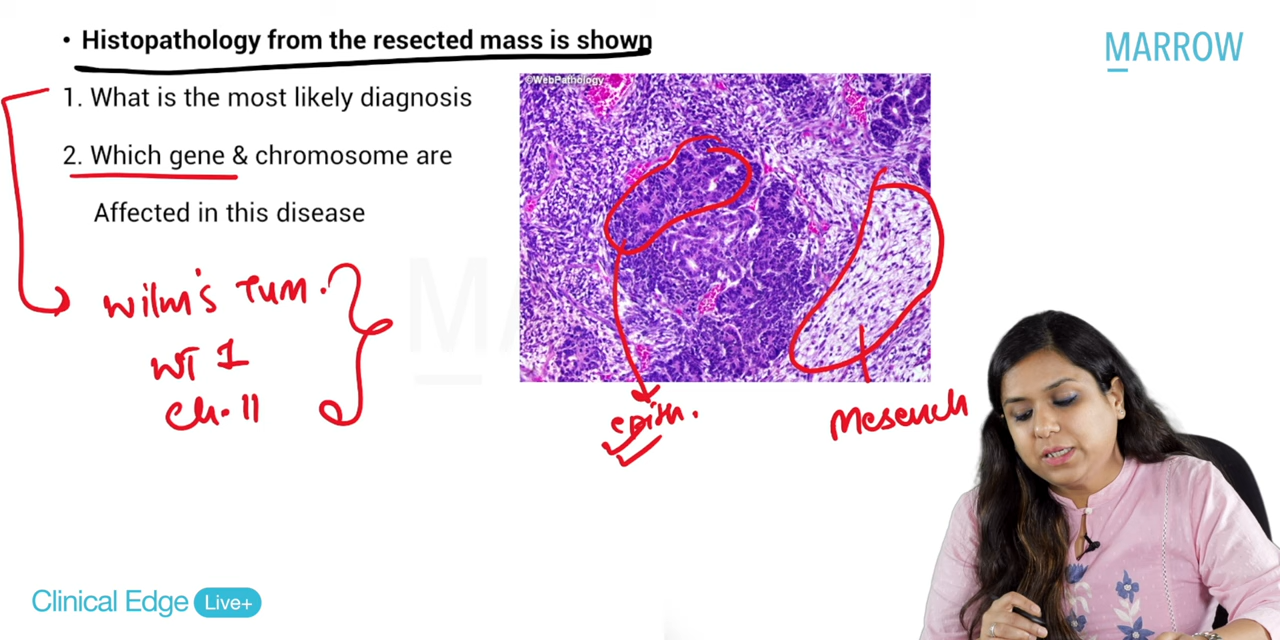 • Histopathology from the resected mass is shown
MARROW
©WebPathology
1. What is the most likely diagnosis
2. Which gene & chromosome are
Affected in this disease
Wilm's Tum.
WT 1
Ch. 11
epith.
Mesench
Clinical Edge Live+